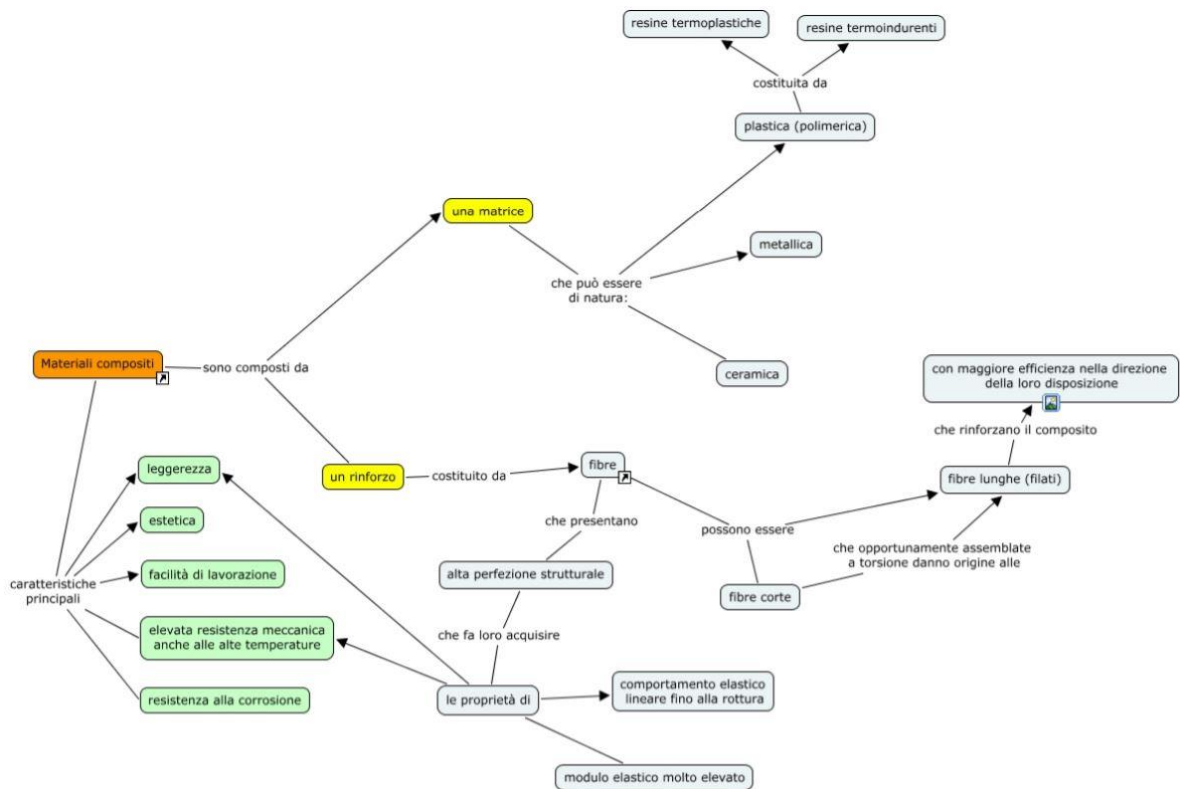 resine termoplastiche
resine termoindurenti
costituita da
plastica (polimerica)
una matrice
metallica
che può essere
di natura:
Materiali compositi
sono composti da
ceramica
con maggiore efficienza nella direzione
della loro disposizione
che rinforzano il composito
leggerezza
un rinforzo
costituito da
fibre
fibre lunghe (filati)
estetica
che presentano
possono essere
che opportunamente assemblate
a torsione danno origine alle
caratteristiche
principali
facilità di lavorazione
alta perfezione strutturale
fibre corte
elevata resistenza meccanica
anche alle alte temperature
che fa loro acquisire
resistenza alla corrosione
le proprietà di
comportamento elastico
lineare fino alla rottura
modulo elastico molto elevato